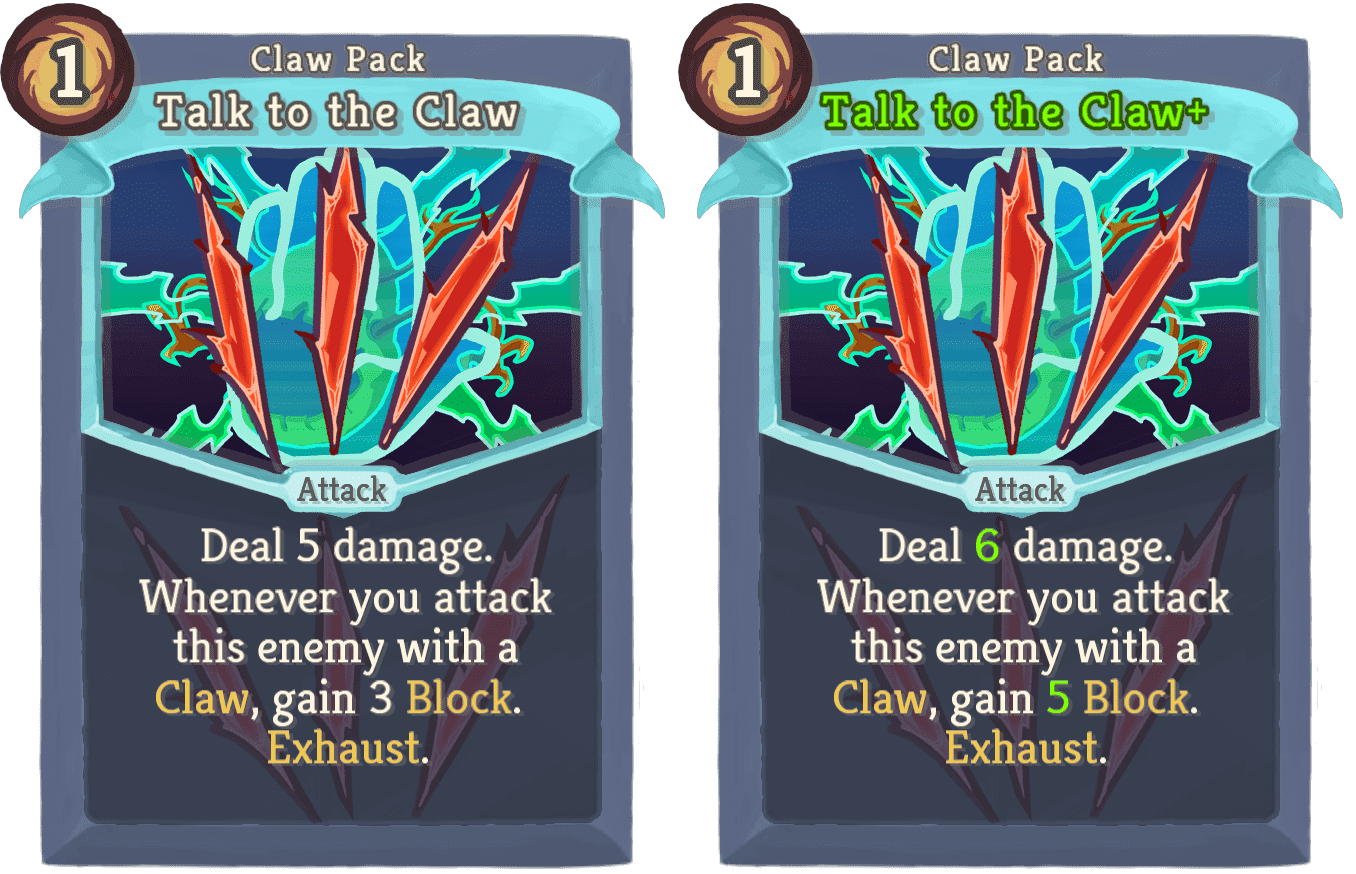 1
Claw Pack
Talk to the Claw
Attack
Deal 5 damage.
Whenever you attack
this enemy with a
Claw, gain 3 Block.
Exhaust.
1
Claw Pack
Talk to the Claw+
Attack
Deal 6 damage.
Whenever you attack
this enemy with a
Claw, gain 5 Block.
Exhaust.